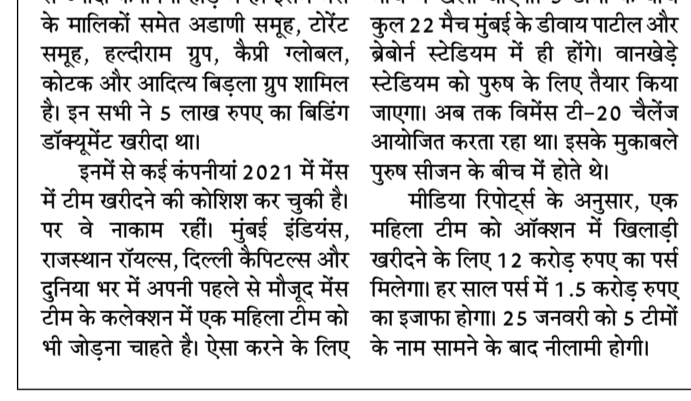 के मालिकों समेत अडाणी समूह, टोरेंट
समूह, हल्दीराम ग्रुप, कैप्री ग्लोबल,
कोटक और आदित्य बिड़ला ग्रुप शामिल
है। इन सभी ने 5 लाख रुपए का बिडिंग
डॉक्यूमेंट खरीदा था।
इनमें से कई कंपनीयां 2021 में मेंस
में टीम खरीदने की कोशिश कर चुकी है।
पर वे नाकाम रहीं। मुंबई इंडियंस,
राजस्थान रॉयल्स, दिल्ली कैपिटल्स और
दुनिया भर में अपनी पहले से मौजूद मेंस
टीम के कलेक्शन में एक महिला टीम को
भी जोड़ना चाहते है। ऐसा करने के लिए
कुल 22 मैच मुंबई के डीवाय पाटील और
ब्रेबोर्न स्टेडियम में ही होंगे। वानखेड़े
स्टेडियम को पुरुष के लिए तैयार किया
जाएगा। अब तक विमेंस टी-20 चैलेंज
आयोजित करता रहा था। इसके मुकाबले
पुरुष सीजन के बीच में होते थे।
मीडिया रिपोर्ट्स के अनुसार, एक
महिला टीम को ऑक्शन में खिलाड़ी
खरीदने के लिए 12 करोड़ रुपए का पर्स
मिलेगा। हर साल पर्स में 1.5 करोड़ रुपए
का इजाफा होगा। 25 जनवरी को 5 टीमों
के नाम सामने के बाद नीलामी होगी।